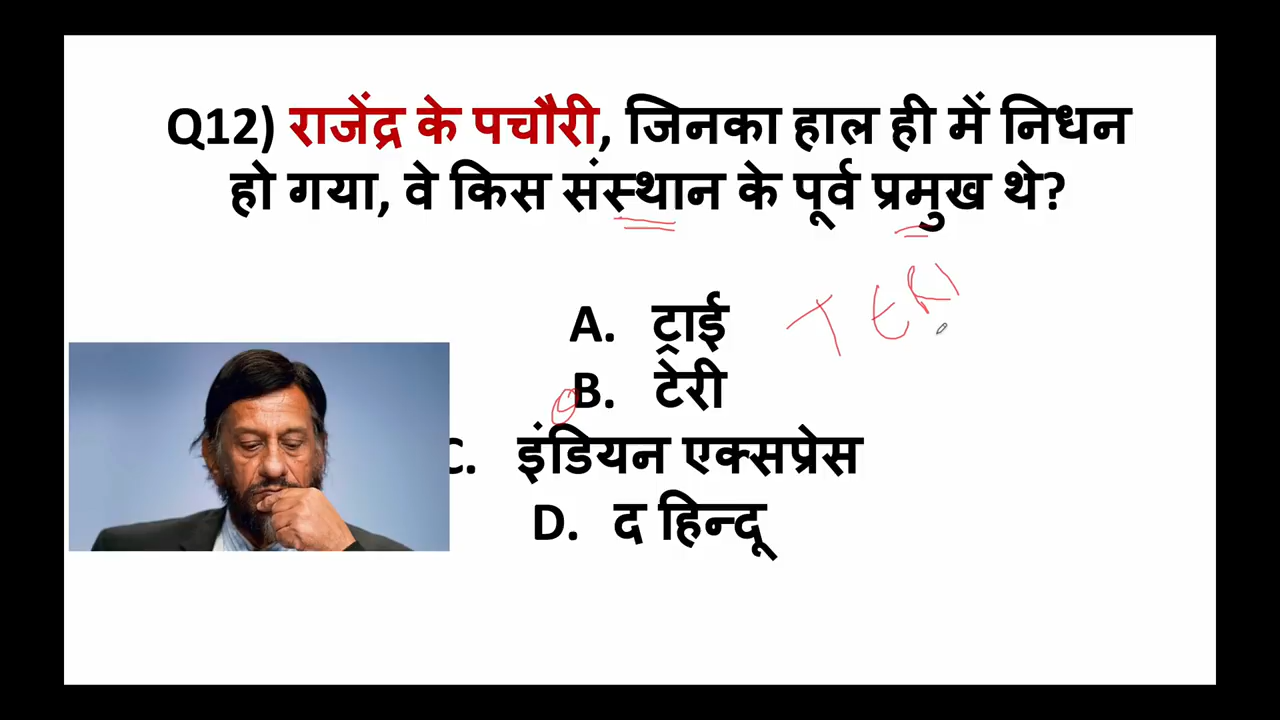 Q12) राजेंद्र के पचौरी, जिनका हाल ही में निधन
हो गया, वे किस संस्थान के पूर्व प्रमुख थे?
A. ट्राई
TERI
B. टेरी
C. इंडियन एक्सप्रेस
D. द हिन्दू